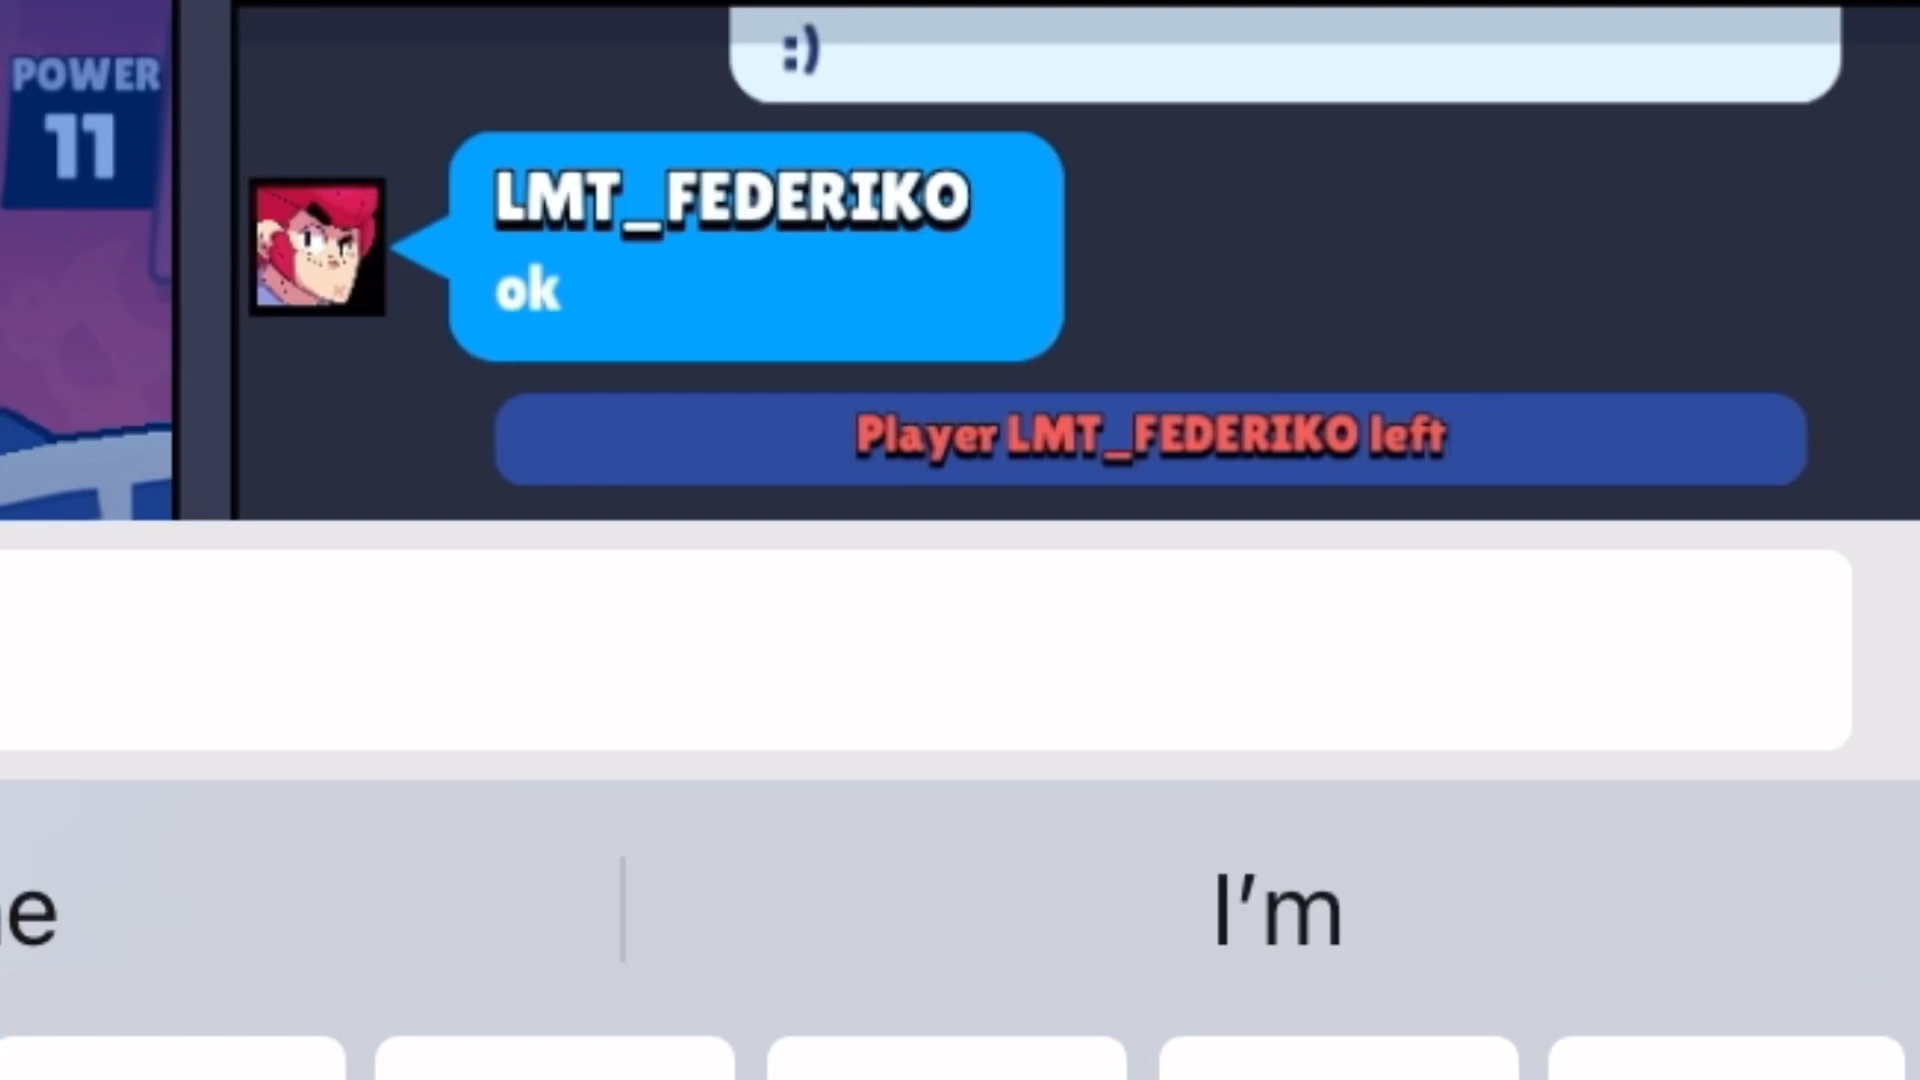 :)
POWER
11
LMT_FEDERIKO
ok
Player LMT_FEDERIKO left
I'm